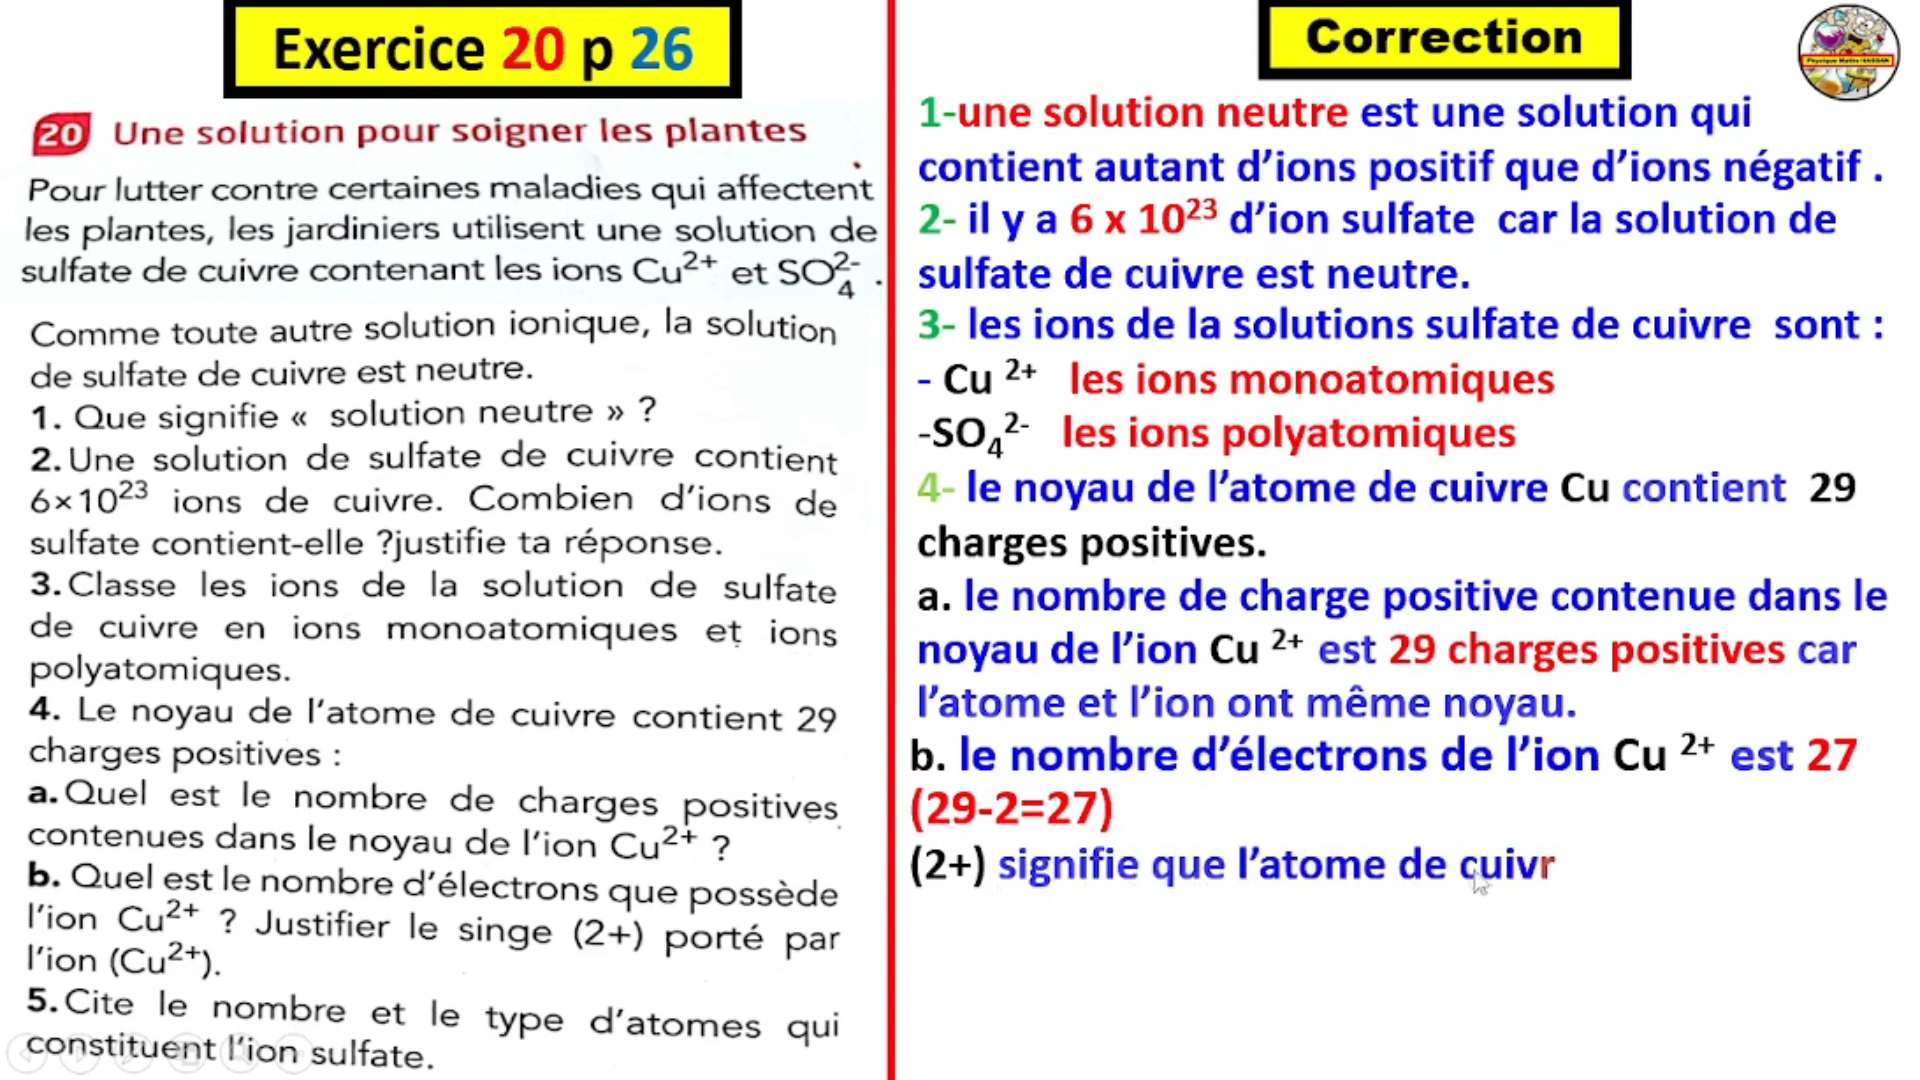 Exercice 20 p 26
20 Une solution pour soigner les plantes
Pour lutter contre certaines maladies qui affectent
les plantes, les jardiniers utilisent une solution de
sulfate de cuivre contenant les ions Cu²⁺ et SO₄²⁻ .
Comme toute autre solution ionique, la solution
de sulfate de cuivre est neutre.
1. Que signifie « solution neutre » ?
2. Une solution de sulfate de cuivre contient
6×10²³ ions de cuivre. Combien d'ions de
sulfate contient-elle ?justifie ta réponse.
3. Classe les ions de la solution de sulfate
de cuivre en ions monoatomiques et ions
polyatomiques.
4. Le noyau de l'atome de cuivre contient 29
charges positives :
a. Quel est le nombre de charges positives
contenues dans le noyau de l'ion Cu²⁺ ?
b. Quel est le nombre d'électrons que possède
l'ion Cu²⁺ ? Justifier le singe (2+) porté par
l'ion (Cu²⁺).
5. Cite le nombre et le type d'atomes qui
constituent l'ion sulfate.
Correction
Physique Maths HASSAN
1-une solution neutre est une solution qui
contient autant d’ions positif que d’ions négatif .
2- il y a 6 x 10²³ d’ion sulfate car la solution de
sulfate de cuivre est neutre.
3- les ions de la solutions sulfate de cuivre sont :
- Cu ²⁺ les ions monoatomiques
-SO₄²⁻ les ions polyatomiques
4- le noyau de l’atome de cuivre Cu contient 29
charges positives.
a. le nombre de charge positive contenue dans le
noyau de l’ion Cu ²⁺ est 29 charges positives car
l’atome et l’ion ont même noyau.
b. le nombre d’électrons de l’ion Cu ²⁺ est 27
(29-2=27)
(2+) signifie que l’atome de cuivr